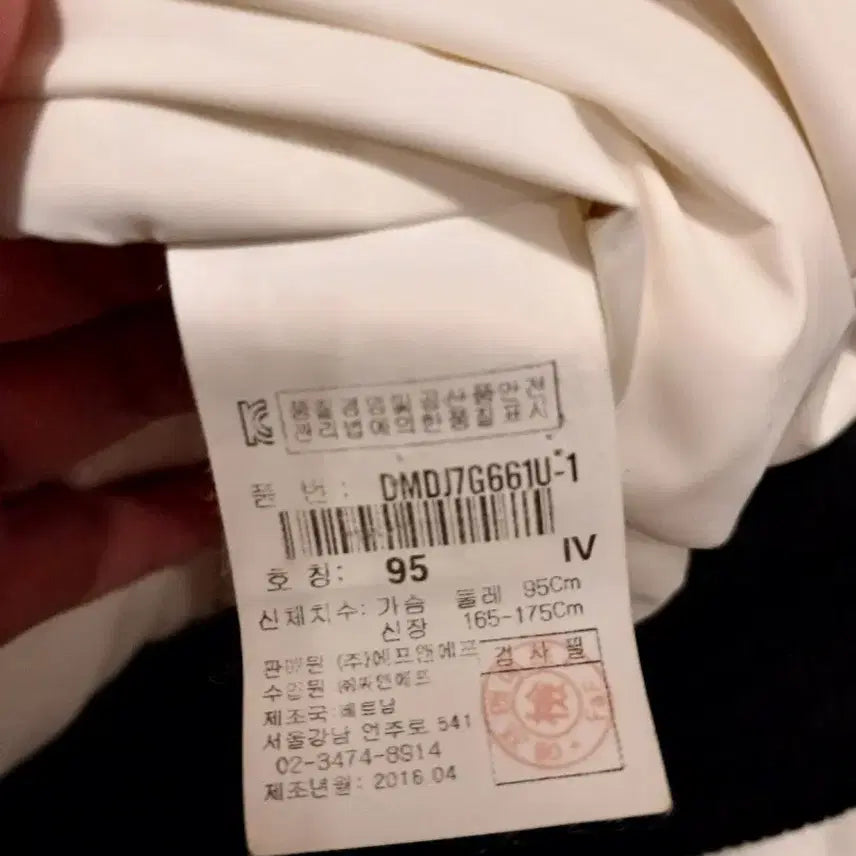 품질경영및공산품안전
관리법에의한품질표시
품 번: DMDJ7G661U-1
호 칭: 95 IV
신체치수: 가슴 둘레 95Cm
신장 165-175Cm
판매원 (주)에프앤에프
검 사 필
수입원 ㈜에프앤에프
제조국:베트남
서울강남 언주로 541
02-3474-8914
제조년월: 2016.04